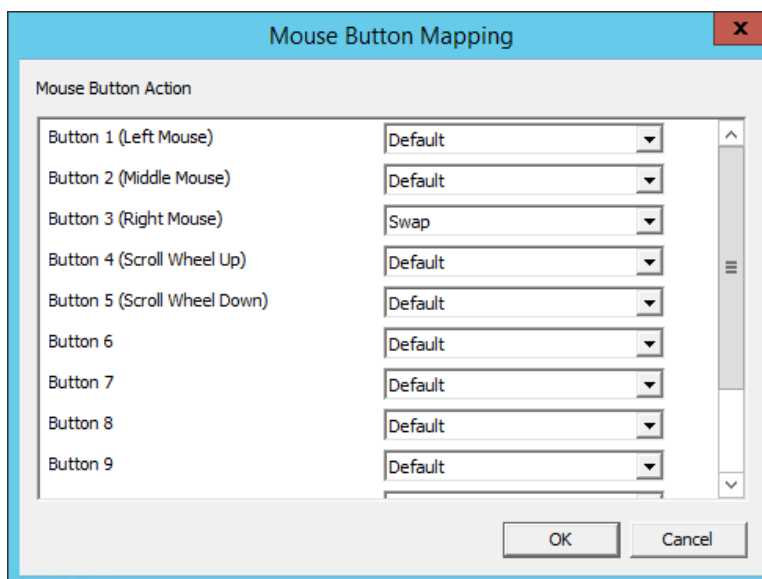 Mouse Button Mapping
x
Mouse Button Action
Button 1 (Left Mouse) Default
Button 2 (Middle Mouse) Default
Button 3 (Right Mouse) Swap
Button 4 (Scroll Wheel Up) Default
Button 5 (Scroll Wheel Down) Default
Button 6 Default
Button 7 Default
Button 8 Default
Button 9 Default
OK Cancel